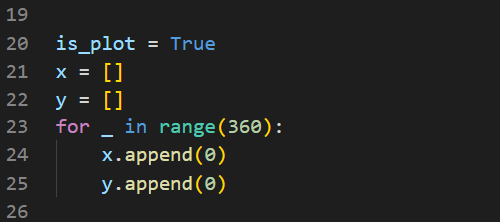 19
20 is_plot = True
21 x = []
22 y = []
23 for _ in range(360):
24     x.append(0)
25     y.append(0)
26